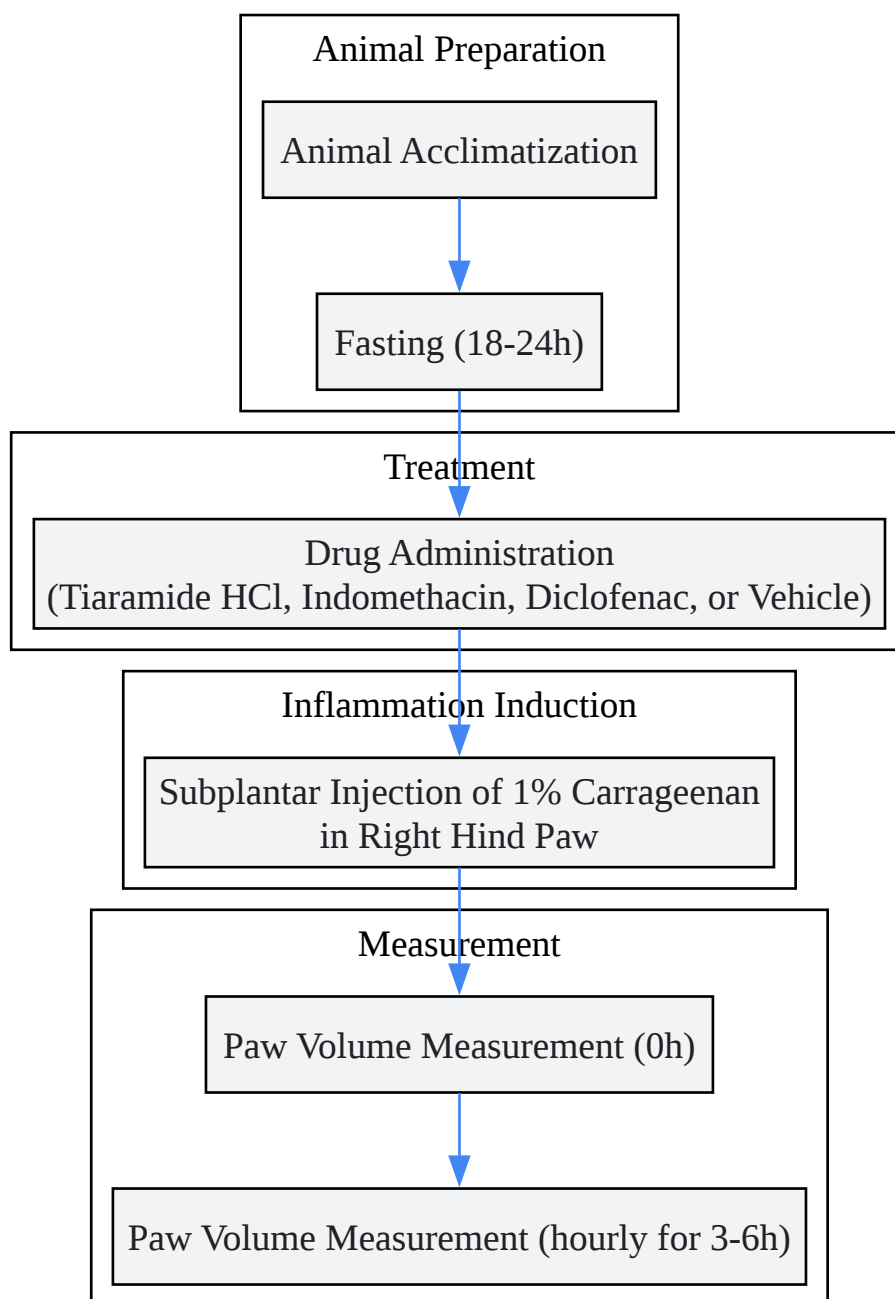 Animal Preparation
Animal Acclimatization
Fasting (18-24h)
Treatment
Drug Administration
(Tiaramide HCl, Indomethacin, Diclofenac, or Vehicle)
Inflammation Induction
Subplantar Injection of 1% Carrageenan
in Right Hind Paw
Measurement
Paw Volume Measurement (0h)
Paw Volume Measurement (hourly for 3-6h)